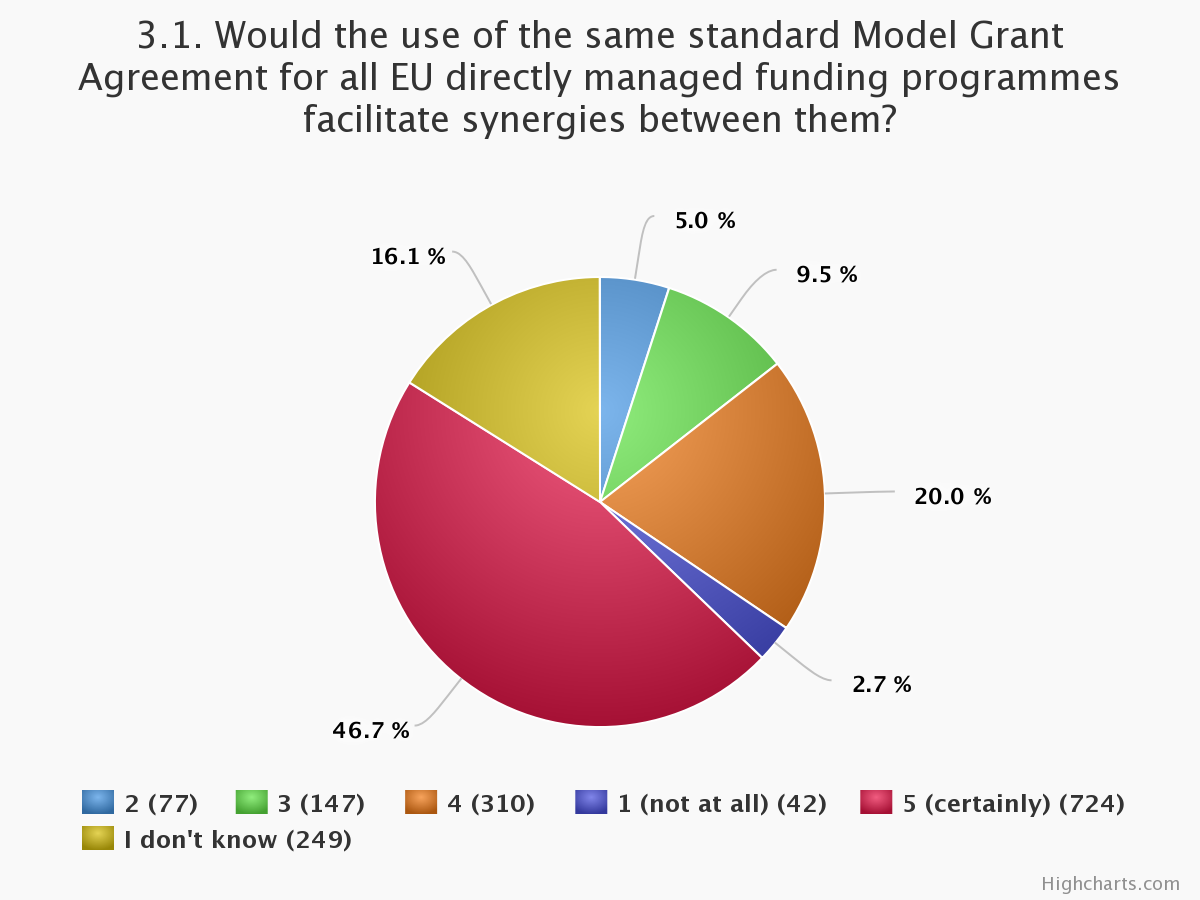 3.1. Would the use of the same standard Model Grant
Agreement for all EU directly managed funding programmes
facilitate synergies between them?
5.0 %
16.1 %
9.5 %
20.0 %
2.7 %
46.7 %
2 (77)
3 (147)
4 (310)
1 (not at all) (42)
5 (certainly) (724)
I don't know (249)
Highcharts.com